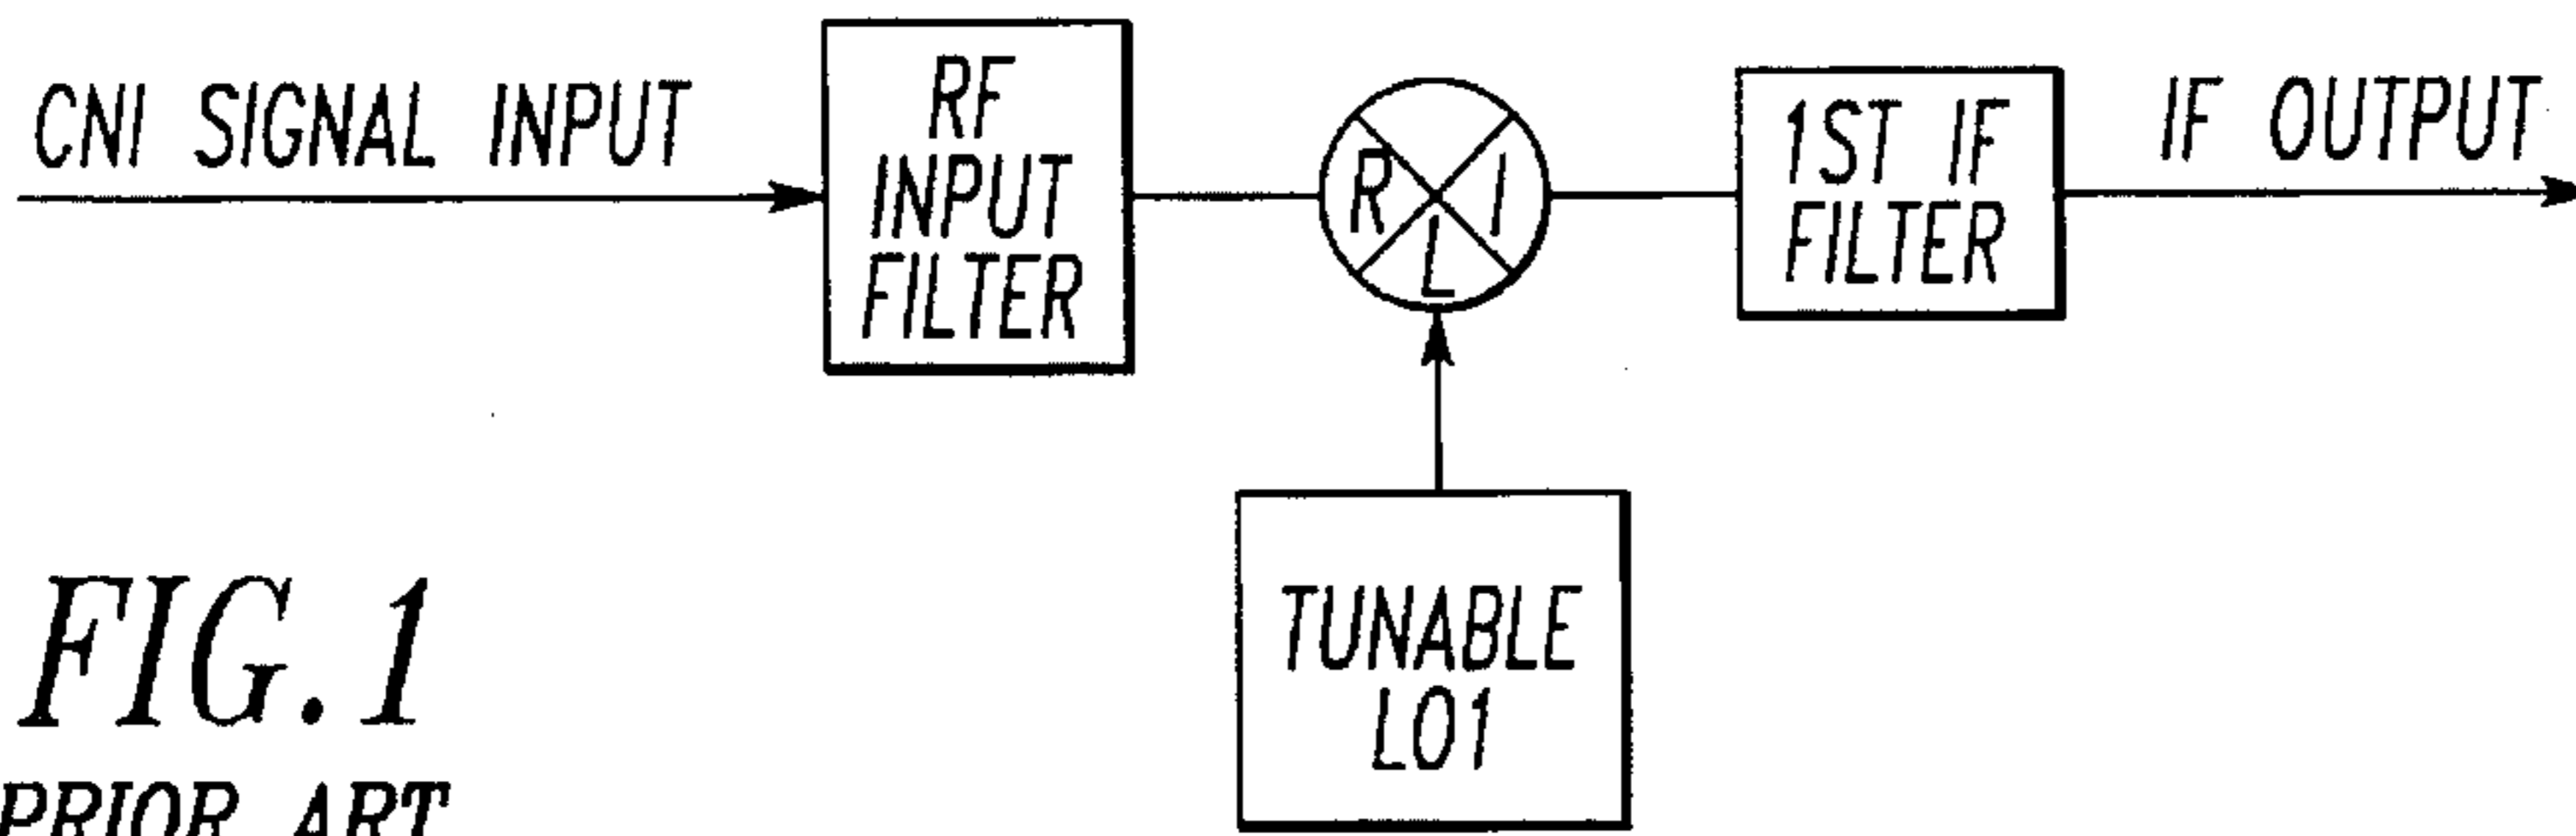 CNI SIGNAL INPUT
RF
INPUT
FILTER
R
I
L
1ST IF
FILTER
IF OUTPUT
TUNABLE
LO1
FIG.1
PRIOR ART